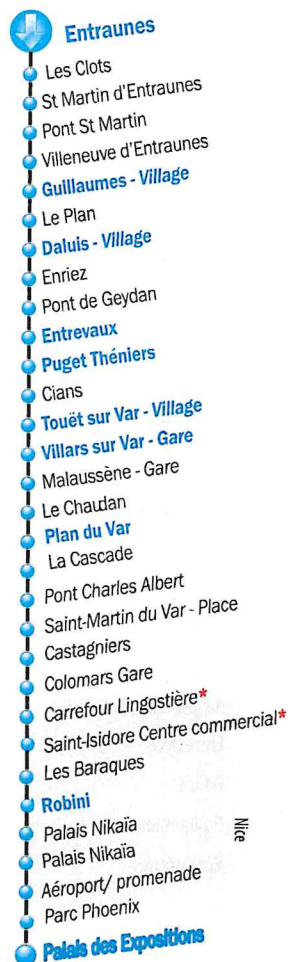 Entraunes
Les Clots
St Martin d'Entraunes
Pont St Martin
Villeneuve d'Entraunes
Guillaumes - Village
Le Plan
Daluis - Village
Enriez
Pont de Geydan
Entrevaux
Puget Théniers
Cians
Touët sur Var - Village
Villars sur Var - Gare
Malaussène - Gare
Le Chaudan
Plan du Var
La Cascade
Pont Charles Albert
Saint-Martin du Var - Place
Castagniers
Colomars Gare
Carrefour Lingostière*
Saint-Isidore Centre commercial*
Les Baraques
Robini
Palais Nikaïa
Palais Nikaïa
Aéroport/ promenade
Parc Phoenix
Palais des Expositions
Nice